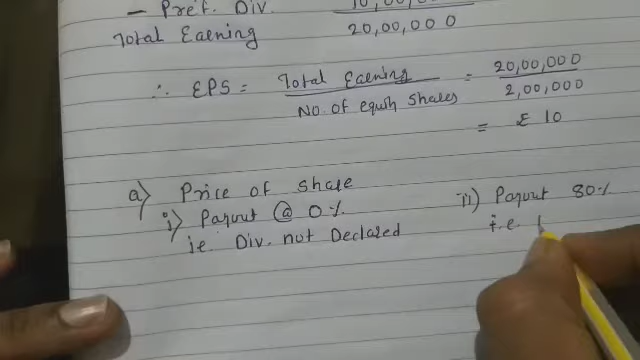 - Pref. Div.
Total Earning 20,00,000
∴ EPS = Total Earning / No. of equity shares = 20,00,000 / 2,00,000
= £ 10
a) Price of share
i) Payout @ 0%
ie. Div. not Declared
ii) Payout 80%
i.e.